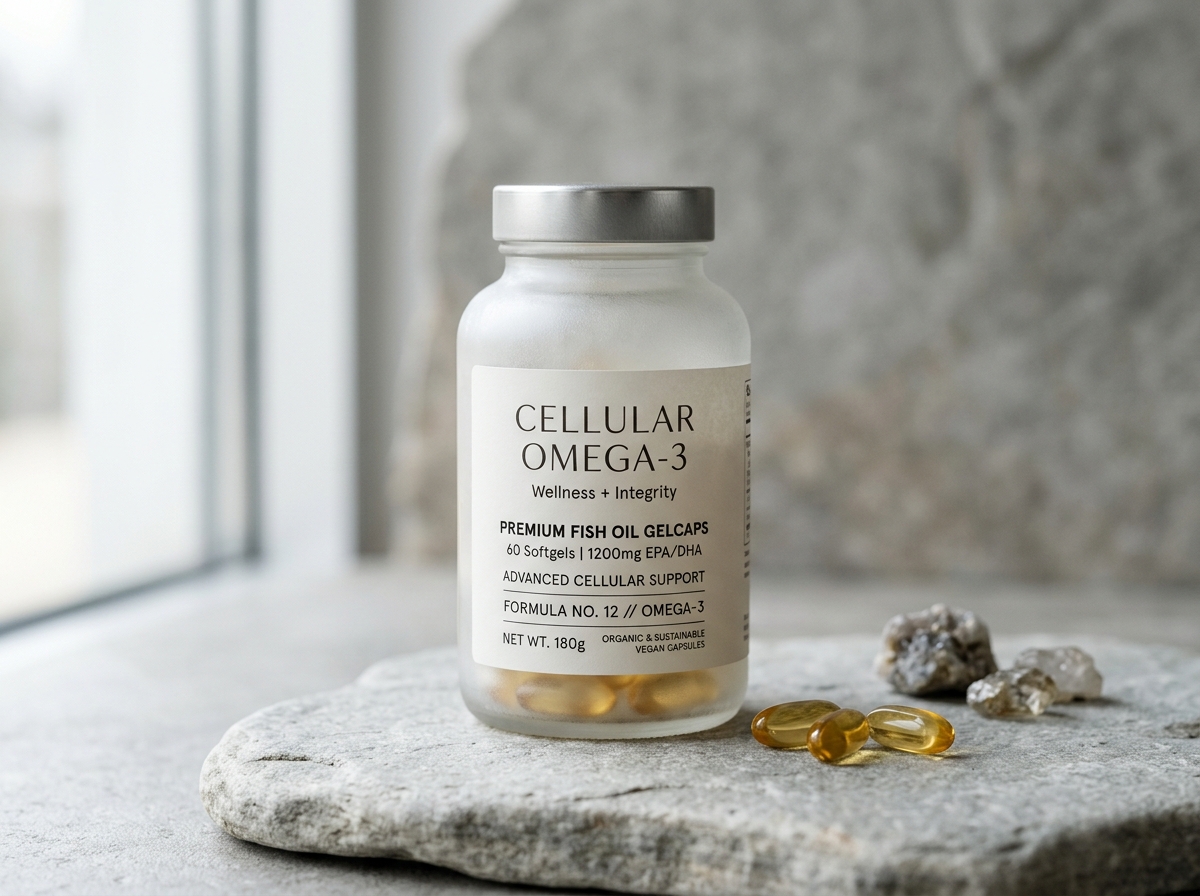 CELLULAR
OMEGA-3
Wellness + Integrity
PREMIUM FISH OIL GELCAPS
60 Softgels | 1200mg EPA/DHA
ADVANCED CELLULAR SUPPORT
FORMULA NO. 12 // OMEGA-3
NET WT. 180g
ORGANIC & SUSTAINABLE
VEGAN CAPSULES